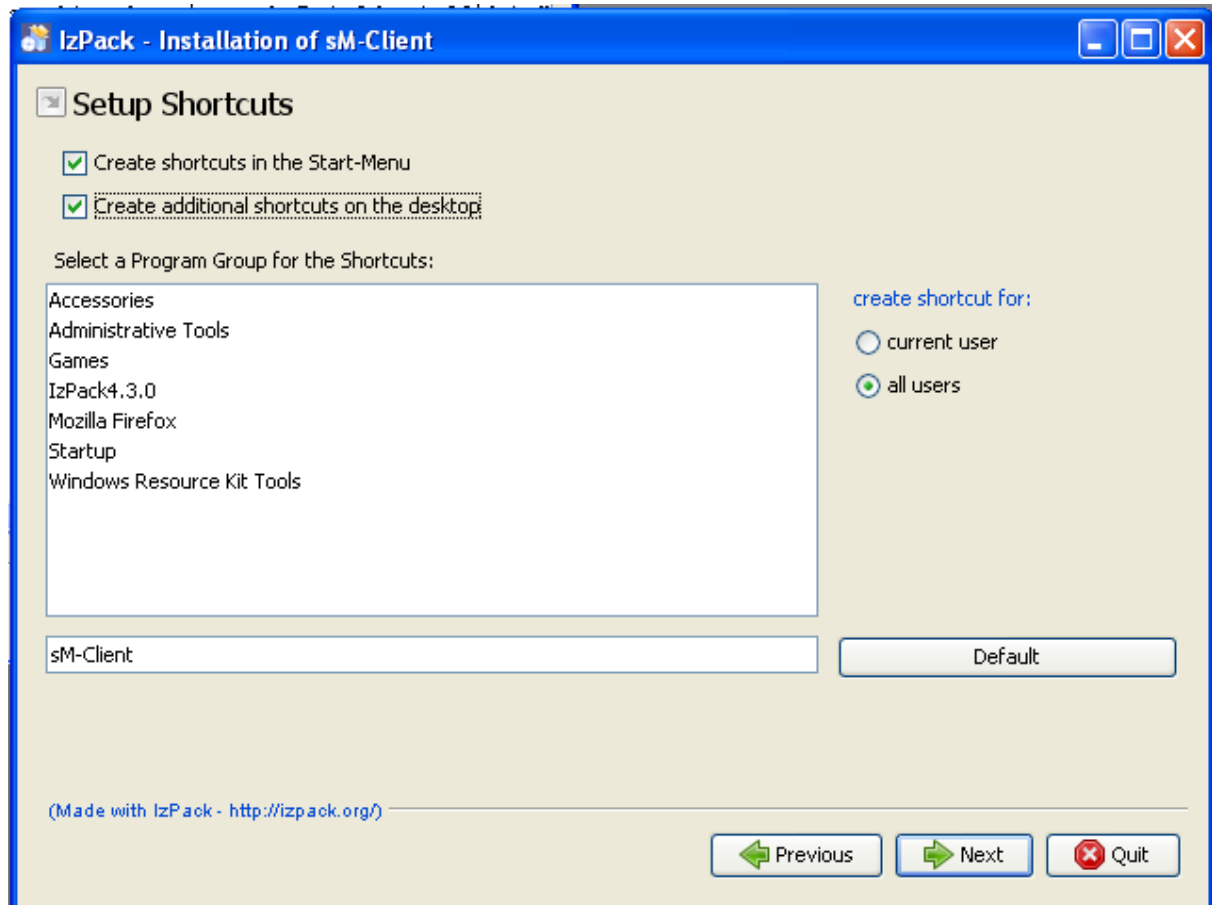 IzPack - Installation of sM-Client
Setup Shortcuts
Create shortcuts in the Start-Menu
Create additional shortcuts on the desktop
Select a Program Group for the Shortcuts:
Accessories
Administrative Tools
Games
IzPack4.3.0
Mozilla Firefox
Startup
Windows Resource Kit Tools
create shortcut for:
current user
all users
sM-Client
Default
(Made with IzPack - http://izpack.org/)
Previous
Next
Quit